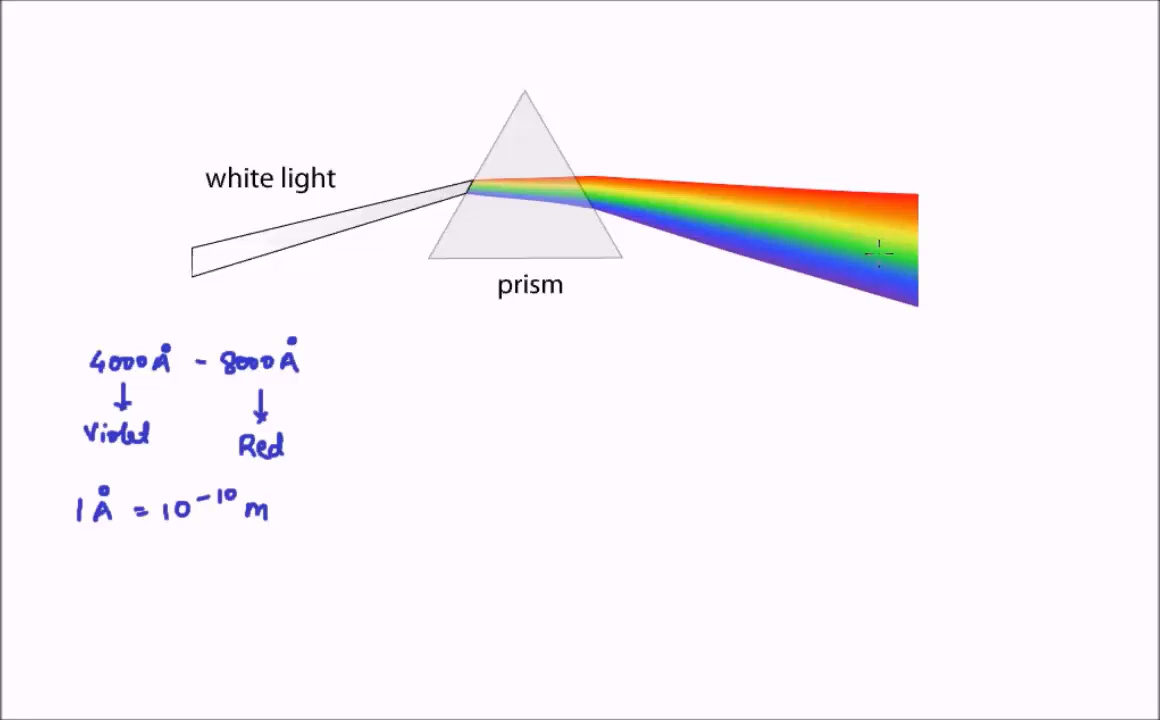 white light
prism
4000Å - 8000Å
↓ ↓
Violet Red
1Å = 10⁻¹⁰ m